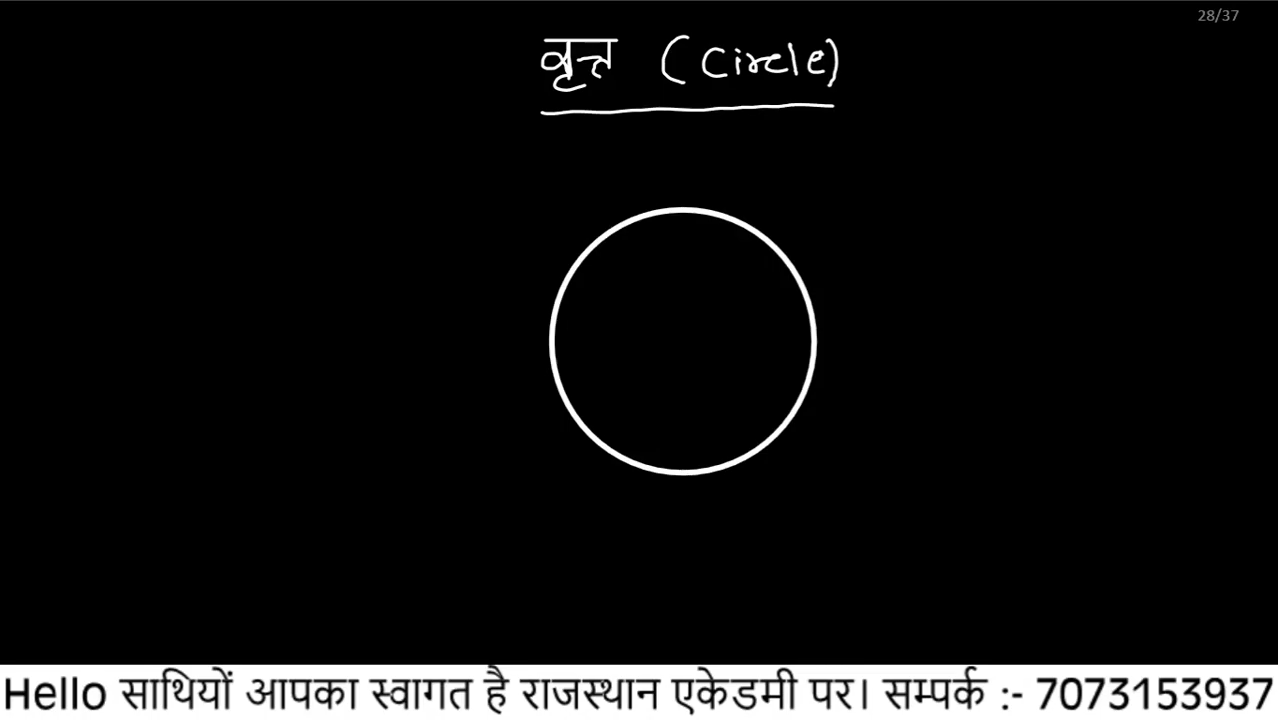 28/37
वृत्त (Circle)
Hello साथियों आपका स्वागत है राजस्थान एकेडमी पर। सम्पर्क :- 7073153937